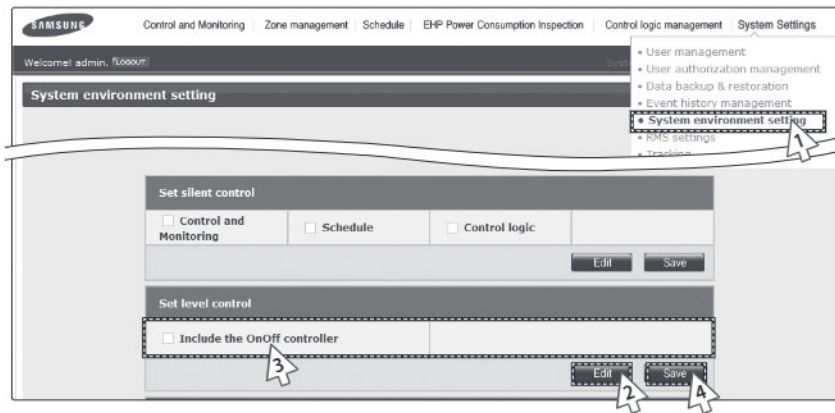 SAMSUNG
Control and Monitoring Zone management Schedule EHP Power Consumption Inspection Control logic management System Settings
Welcome! admin. LOGOUT
• User management
• User authorization management
• Data backup & restoration
• Event history management
• System environment setting
• RMS settings
• Tracking
1
System environment setting
Set silent control
Control and Monitoring
Schedule
Control logic
Edit Save
Set level control
Include the OnOff controller
3
Edit Save
2 4